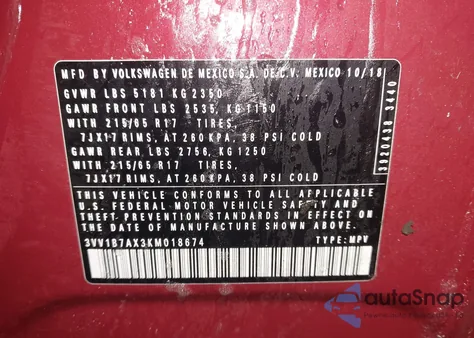 MFD BY VOLKSWAGEN DE MEXICO S.A. DE C.V. MEXICO 10/18
GVWR LBS 5181 KG 2350
GAWR FRONT LBS 2535, KG 1150
WITH 215/65 R17 TIRES,
7JX17 RIMS, AT 260 KPA, 38 PSI COLD
GAWR REAR. LBS 2756, KG 1250
WITH 215/65 R17 TIRES,
7JX17 RIMS, AT 260 KPA, 38 PSI COLD
THIS VEHICLE CONFORMS TO ALL APPLICABLE
U.S. FEDERAL MOTOR VEHICLE SAFETY AND
THEFT PREVENTION STANDARDS IN EFFECT ON
THE DATE OF MANUFACTURE SHOWN ABOVE.
3VV1B7AX3KM018674 TYPE: MPV
3920438 3440
autoSnap